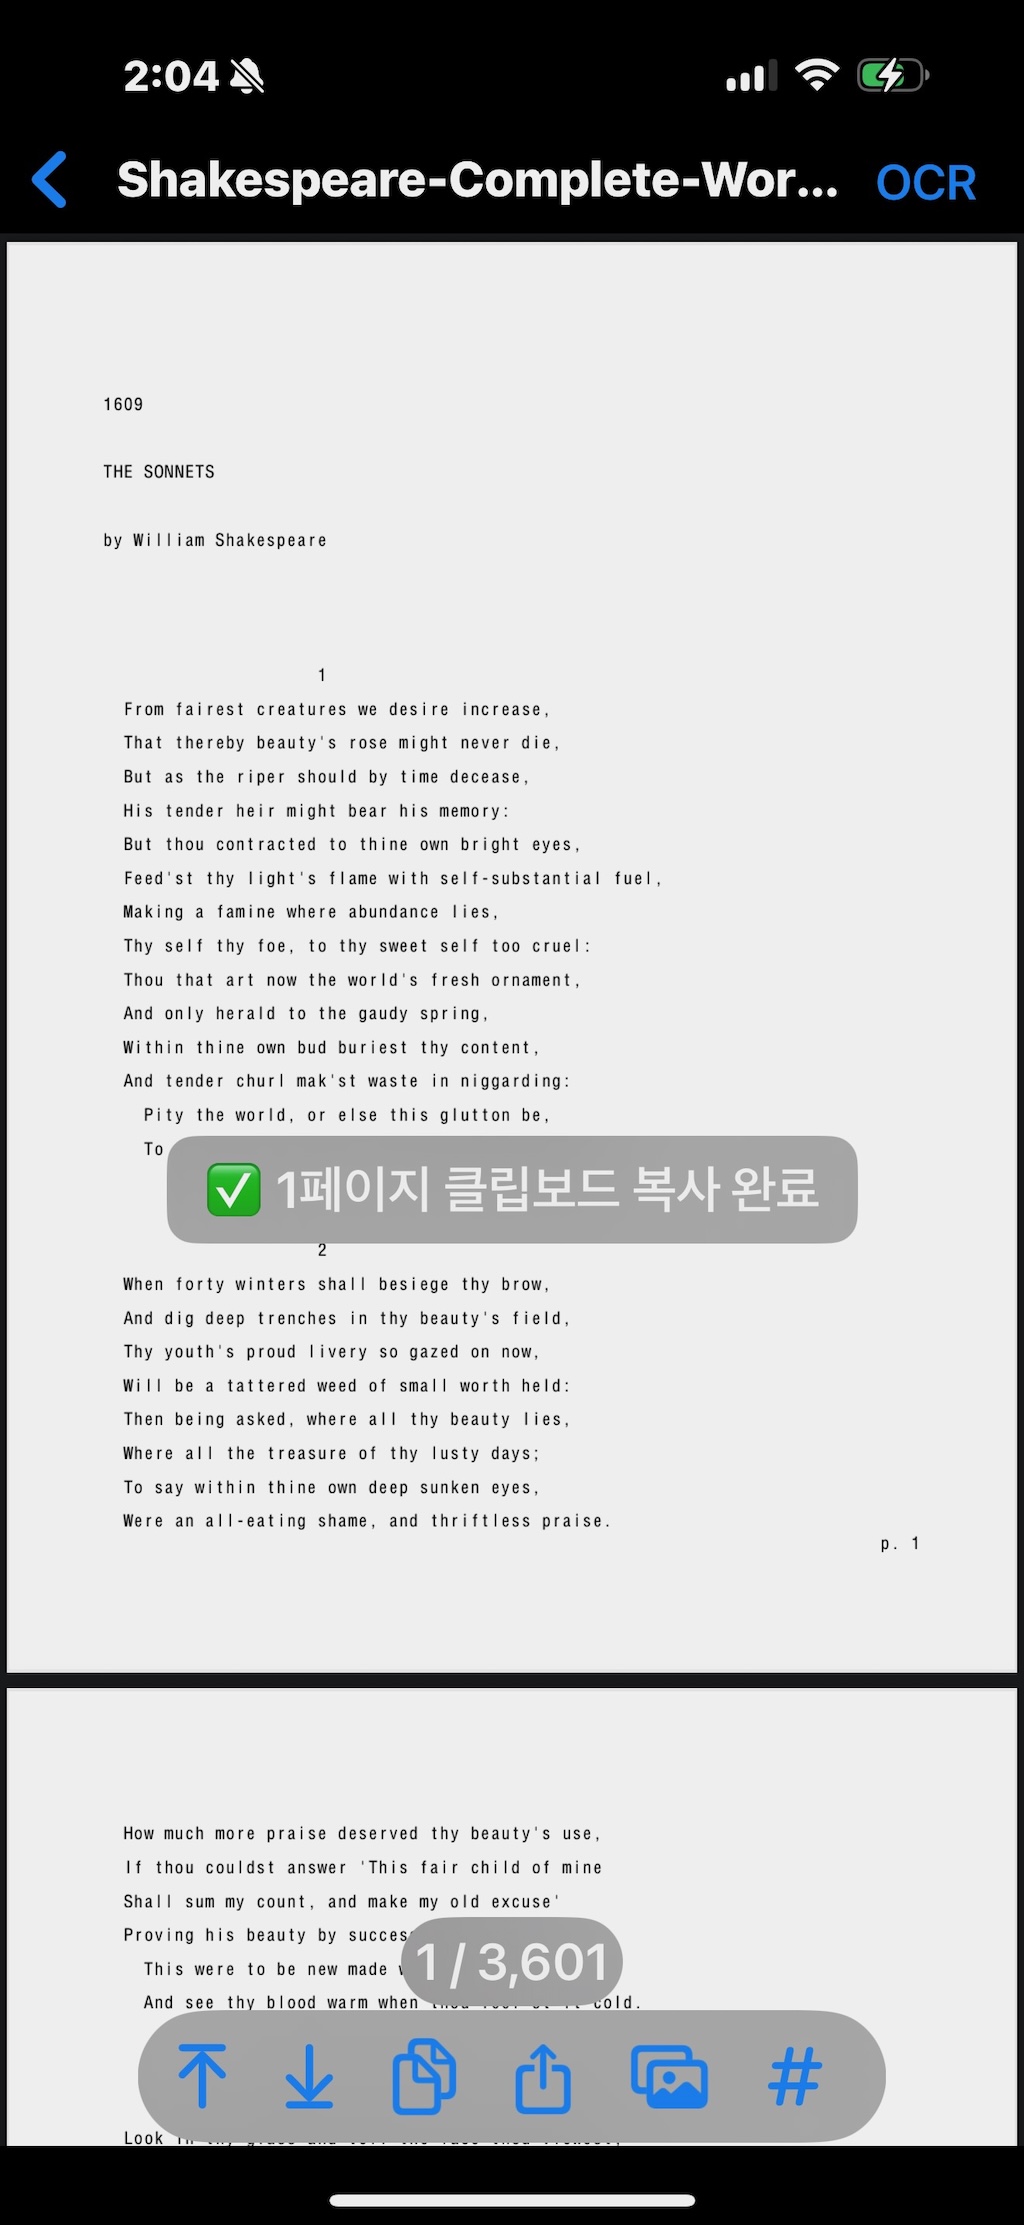 2:04
Shakespeare-Complete-Wor...
OCR
1609
THE SONNETS
by William Shakespeare
1
From fairest creatures we desire increase,
That thereby beauty's rose might never die,
But as the riper should by time decease,
His tender heir might bear his memory:
But thou contracted to thine own bright eyes,
Feed'st thy light's flame with self-substantial fuel,
Making a famine where abundance lies,
Thy self thy foe, to thy sweet self too cruel:
Thou that art now the world's fresh ornament,
And only herald to the gaudy spring,
Within thine own bud buriest thy content,
And tender churl mak'st waste in niggarding:
Pity the world, or else this glutton be,
To
✅ 1페이지 클립보드 복사 완료
2
When forty winters shall besiege thy brow,
And dig deep trenches in thy beauty's field,
Thy youth's proud livery so gazed on now,
Will be a tattered weed of small worth held:
Then being asked, where all thy beauty lies,
Where all the treasure of thy lusty days;
To say within thine own deep sunken eyes,
Were an all-eating shame, and thriftless praise.
p. 1
How much more praise deserved thy beauty's use,
If thou couldst answer 'This fair child of mine
Shall sum my count, and make my old excuse'
Proving his beauty by succes
This were to be new made
1 / 3,601
And see thy blood warm when cold.
Look